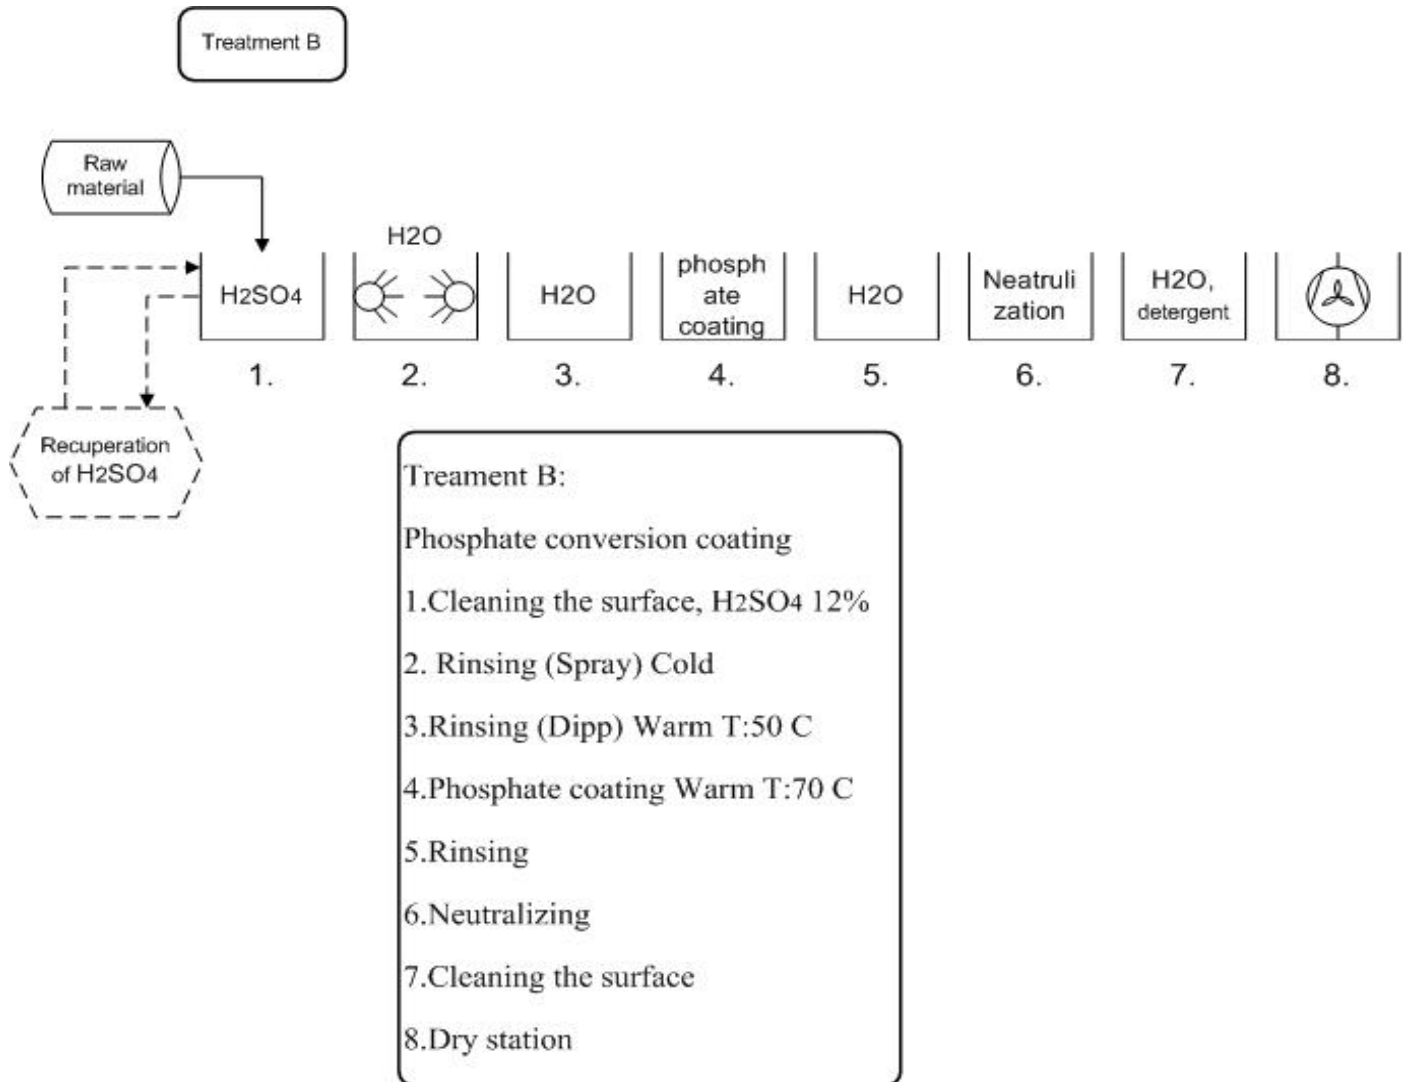 Treatment B
Raw
material
H2O
H2SO4
H2O
phosph
ate
coating
H2O
Neatruli
zation
H2O,
detergent
1.
2.
3.
4.
5.
6.
7.
8.
Recuperation
of H2SO4
Treament B:
Phosphate conversion coating
1.Cleaning the surface, H2SO4 12%
2. Rinsing (Spray) Cold
3.Rinsing (Dipp) Warm T:50 C
4.Phosphate coating Warm T:70 C
5.Rinsing
6.Neutralizing
7.Cleaning the surface
8.Dry station